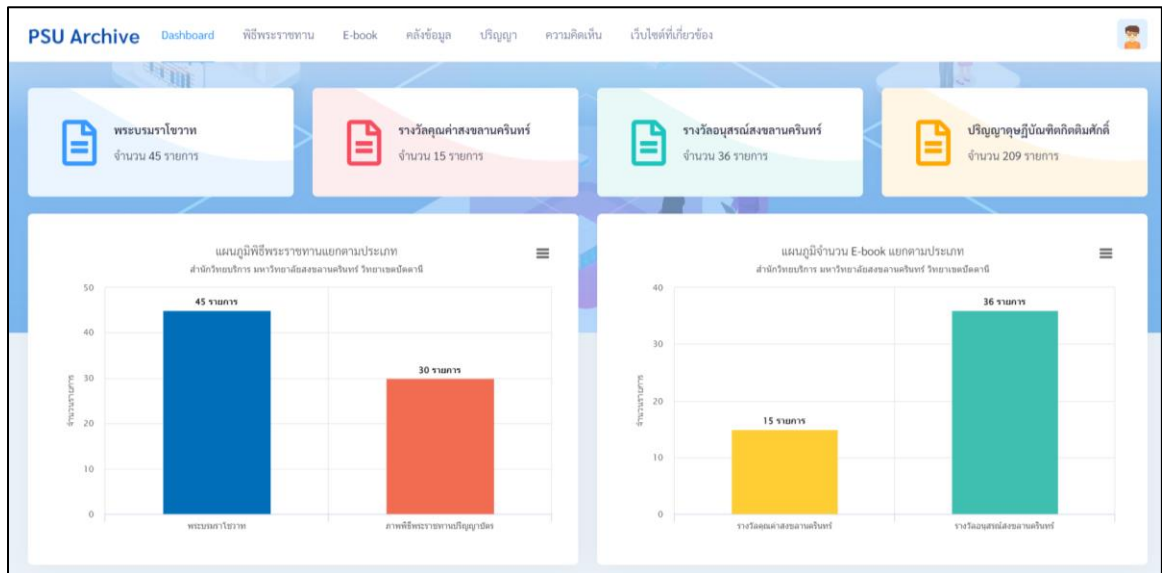 PSU Archive Dashboard พิธีพระราชทาน E-book คลังข้อมูล ปริญญา ความคิดเห็น เว็บไซต์ที่เกี่ยวข้อง
พระบรมราโชวาท
จำนวน 45 รายการ
รางวัลคุณค่าสงขลานครินทร์
จำนวน 15 รายการ
รางวัลอนุสรณ์สงขลานครินทร์
จำนวน 36 รายการ
ปริญญาดุษฎีบัณฑิตกิตติมศักดิ์
จำนวน 209 รายการ
แผนภูมิพิธีพระราชทานแยกตามประเภท
สำนักวิทยบริการ มหาวิทยาลัยสงขลานครินทร์ วิทยาเขตปัตตานี
จำนวนรายการ
50
40
30
20
10
0
45 รายการ
30 รายการ
พระบรมราโชวาท
ภาพพิธีพระราชทานปริญญาบัตร
แผนภูมิจำนวน E-book แยกตามประเภท
สำนักวิทยบริการ มหาวิทยาลัยสงขลานครินทร์ วิทยาเขตปัตตานี
จำนวนรายการ
40
30
20
10
0
15 รายการ
36 รายการ
รางวัลคุณค่าสงขลานครินทร์
รางวัลอนุสรณ์สงขลานครินทร์